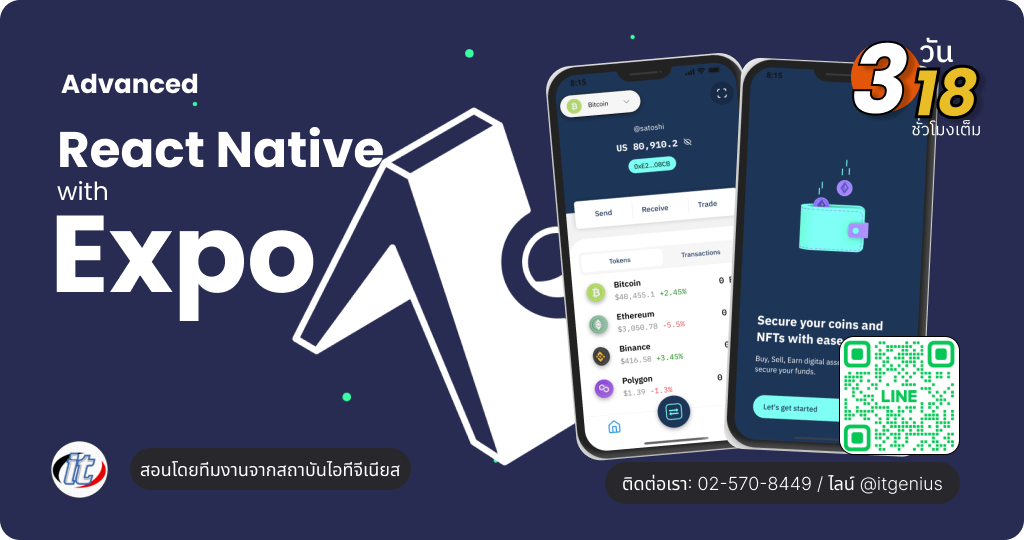 Advanced
React Native
with
Expo
it
สอนโดยทีมงานจากสถาบันไอทีจีเนียส
8:15
Bitcoin
@satoshi
US 80,910.2
0xE2...08CB
Send Receive Trade
Tokens Transactions
Bitcoin
$40,455.1 +2.45%
0
Ethereum
$3,050.78 -5.5%
0
Binance
$416.58 +3.45%
0
Polygon
$1.39 -1.3%
0
8:15
3 วัน
18
ชั่วโมงเต็ม
Secure your coins and
NFTs with ease
Buy, Sell, Earn digital
secure your funds.
Let's get started
LINE
ติดต่อเรา: 02-570-8449 / ไลน์ @itgenius